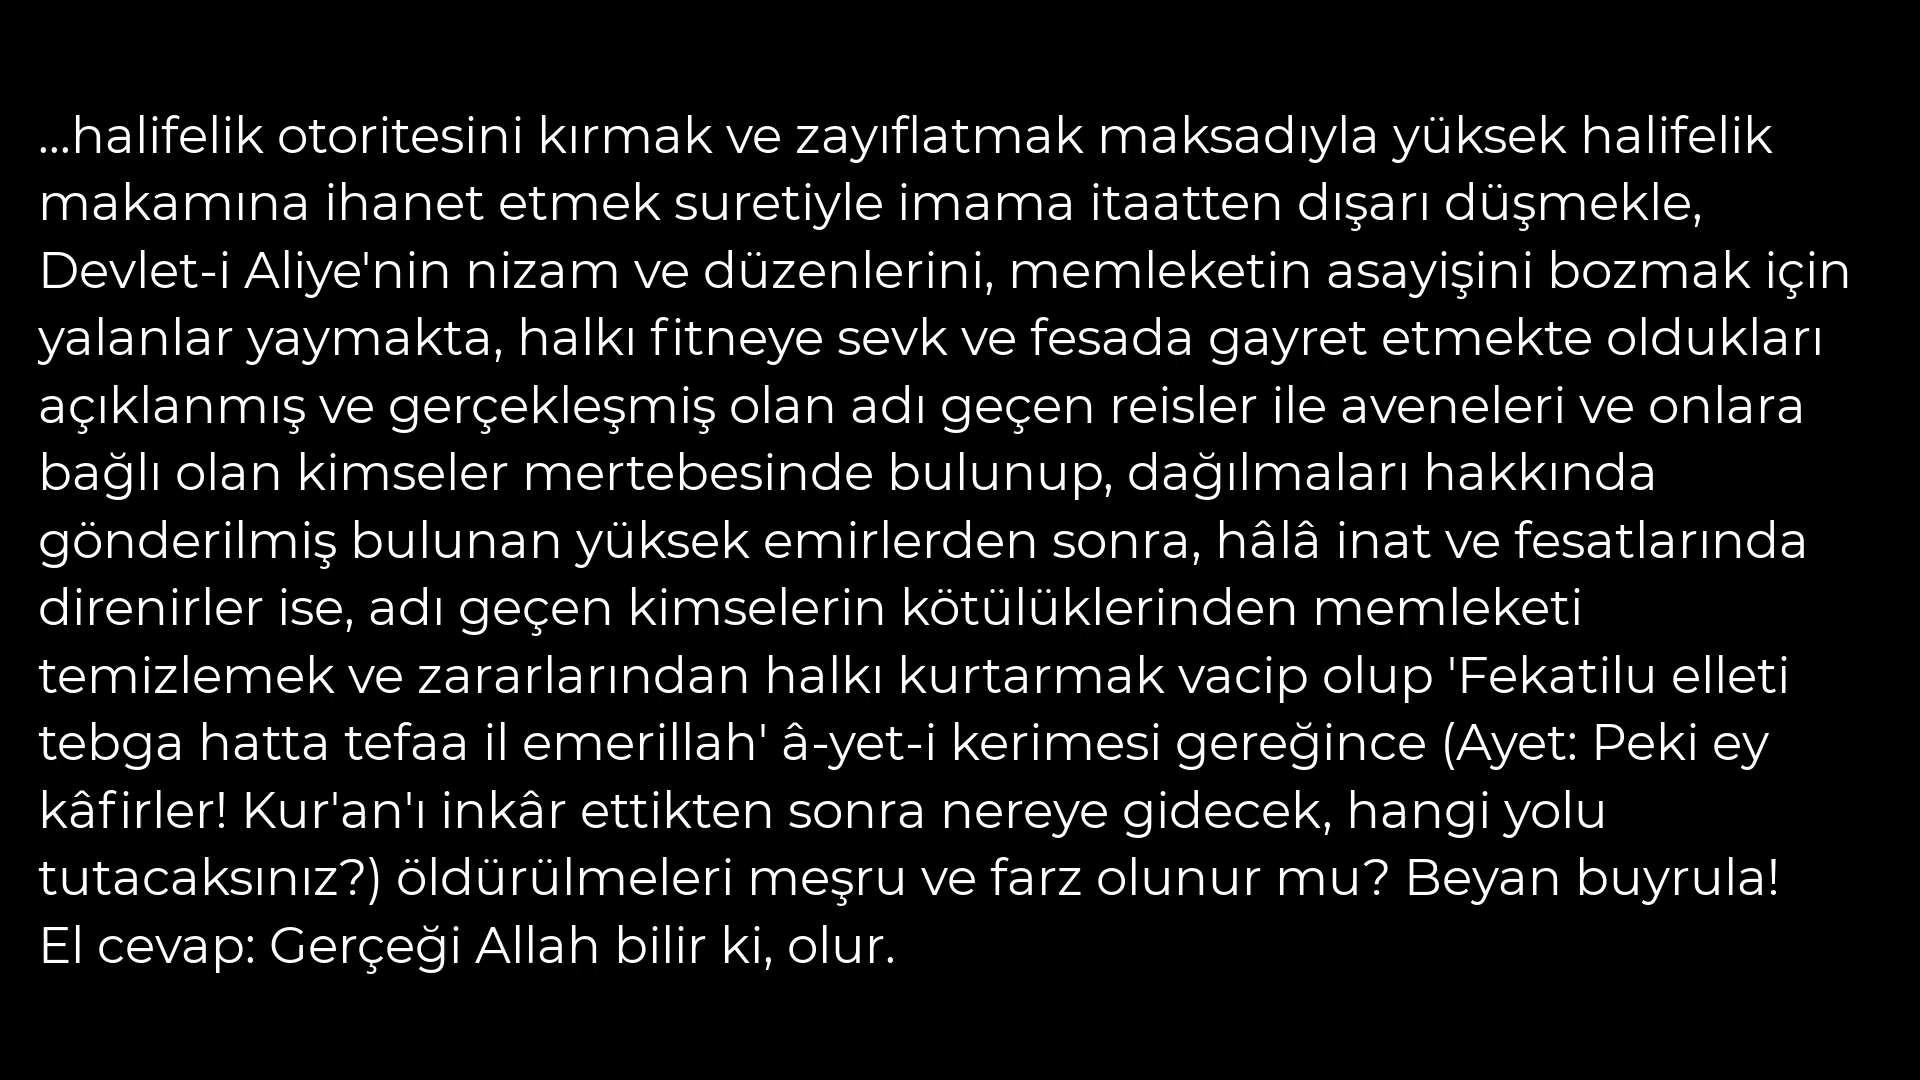 ...halifelik otoritesini kırmak ve zayıflatmak maksadıyla yüksek halifelik
makamına ihanet etmek suretiyle imama itaatten dışarı düşmekle,
Devlet-i Aliye'nin nizam ve düzenlerini, memleketin asayişini bozmak için
yalanlar yaymakta, halkı fitneye sevk ve fesada gayret etmekte oldukları
açıklanmış ve gerçekleşmiş olan adı geçen reisler ile aveneleri ve onlara
bağlı olan kimseler mertebesinde bulunup, dağılmaları hakkında
gönderilmiş bulunan yüksek emirlerden sonra, hâlâ inat ve fesatlarında
direnirler ise, adı geçen kimselerin kötülüklerinden memleketi
temizlemek ve zararlarından halkı kurtarmak vacip olup 'Fekatilu elleti
tebga hatta tefaa il emerillah' â-yet-i kerimesi gereğince (Ayet: Peki ey
kâfirler! Kur'an'ı inkâr ettikten sonra nereye gidecek, hangi yolu
tutacaksınız?) öldürülmeleri meşru ve farz olunur mu? Beyan buyrula!
El cevap: Gerçeği Allah bilir ki, olur.